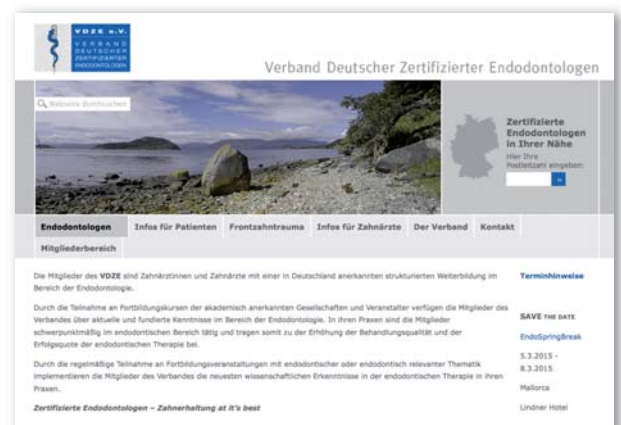 VDZE e.V.
VERBAND
DEUTSCHER
ZERTIFIZIERTER
ENDODONTOLOGEN
Verband Deutscher Zertifizierter Endodontologen
Webseite durchsuchen
Zertifizierte
Endodontologen
in Ihrer Nähe
Hier Ihre
Postleitzahl eingeben:
»
Endodontologen Infos für Patienten Frontzahntrauma Infos für Zahnärzte Der Verband Kontakt
Mitgliederbereich
Die Mitglieder des VDZE sind Zahnärztinnen und Zahnärzte mit einer in Deutschland anerkannten strukturierten Weiterbildung im
Bereich der Endodontologie.
Durch die Teilnahme an Fortbildungskursen der akademisch anerkannten Gesellschaften und Veranstalter verfügen die Mitglieder des
Verbandes über aktuelle und fundierte Kenntnisse im Bereich der Endodontologie. In ihren Praxen sind die Mitglieder
schwerpunktmäßig im endodontischen Bereich tätig und tragen somit zu der Erhöhung der Behandlungsqualität und der
Erfolgsquote der endodontischen Therapie bei.
Durch die regelmäßige Teilnahme an Fortbildungsveranstaltungen mit endodontischer oder endodontisch relevanter Thematik
implementieren die Mitglieder des Verbandes die neuesten wissenschaftlichen Erkenntnisse in der endodontischen Therapie in ihren
Praxen.
Zertifizierte Endodontologen – Zahnerhaltung at it's best
Terminhinweise
SAVE THE DATE
EndoSpringBreak
5.3.2015 -
8.3.2015
Mallorca
Lindner Hotel